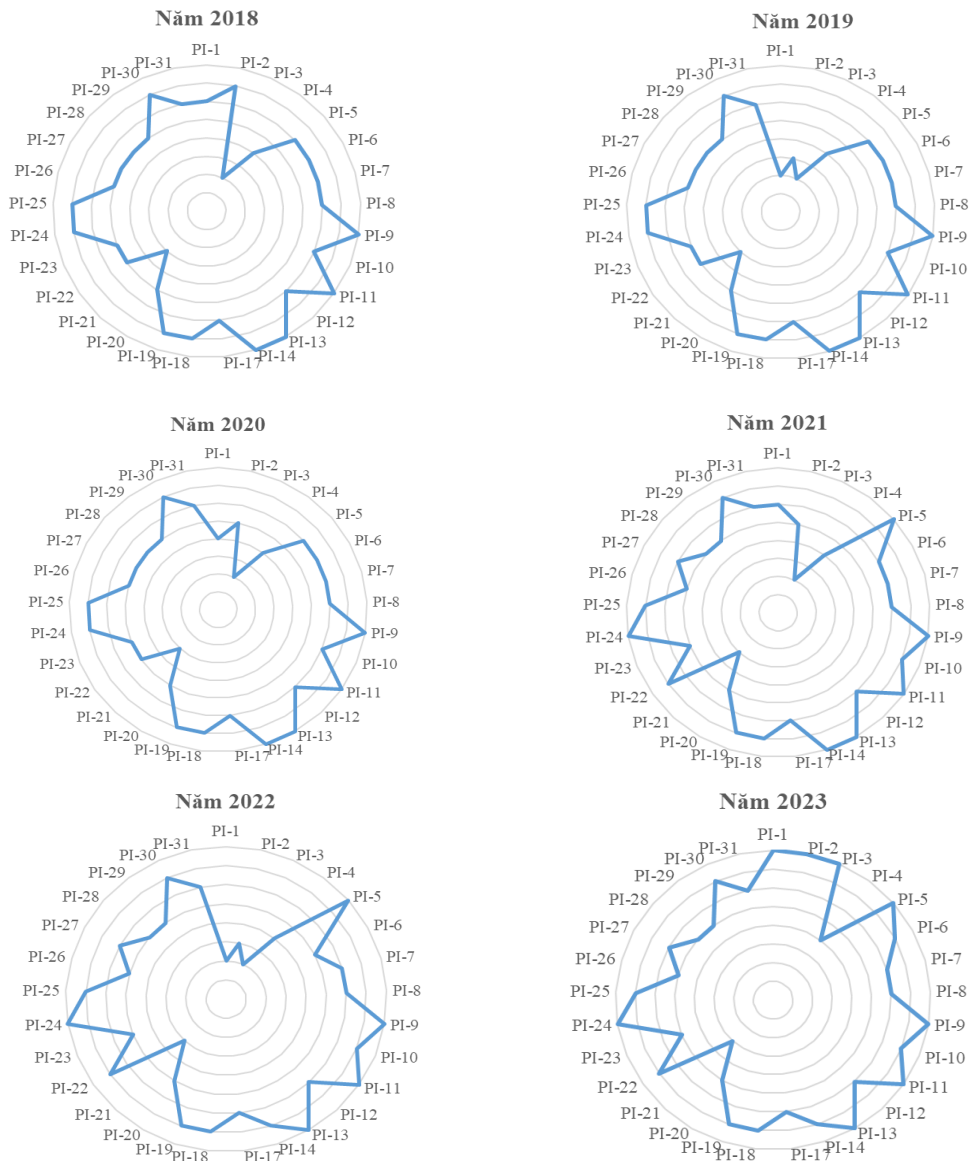 Năm 2018
PI-1
PI-2
PI-3
PI-4
PI-5
PI-6
PI-7
PI-8
PI-9
PI-10
PI-11
PI-12
PI-13
PI-14
PI-17
PI-18
PI-19
PI-20
PI-21
PI-22
PI-23
PI-24
PI-25
PI-26
PI-27
PI-28
PI-29
PI-30
PI-31
Năm 2019
PI-1
PI-2
PI-3
PI-4
PI-5
PI-6
PI-7
PI-8
PI-9
PI-10
PI-11
PI-12
PI-13
PI-14
PI-17
PI-18
PI-19
PI-20
PI-21
PI-22
PI-23
PI-24
PI-25
PI-26
PI-27
PI-28
PI-29
PI-30
PI-31
Năm 2020
PI-1
PI-2
PI-3
PI-4
PI-5
PI-6
PI-7
PI-8
PI-9
PI-10
PI-11
PI-12
PI-13
PI-14
PI-17
PI-18
PI-19
PI-20
PI-21
PI-22
PI-23
PI-24
PI-25
PI-26
PI-27
PI-28
PI-29
PI-30
PI-31
Năm 2021
PI-1
PI-2
PI-3
PI-4
PI-5
PI-6
PI-7
PI-8
PI-9
PI-10
PI-11
PI-12
PI-13
PI-14
PI-17
PI-18
PI-19
PI-20
PI-21
PI-22
PI-23
PI-24
PI-25
PI-26
PI-27
PI-28
PI-29
PI-30
PI-31
Năm 2022
PI-1
PI-2
PI-3
PI-4
PI-5
PI-6
PI-7
PI-8
PI-9
PI-10
PI-11
PI-12
PI-13
PI-14
PI-17
PI-18
PI-19
PI-20
PI-21
PI-22
PI-23
PI-24
PI-25
PI-26
PI-27
PI-28
PI-29
PI-30
PI-31
Năm 2023
PI-1
PI-2
PI-3
PI-4
PI-5
PI-6
PI-7
PI-8
PI-9
PI-10
PI-11
PI-12
PI-13
PI-14
PI-17
PI-18
PI-19
PI-20
PI-21
PI-22
PI-23
PI-24
PI-25
PI-26
PI-27
PI-28
PI-29
PI-30
PI-31